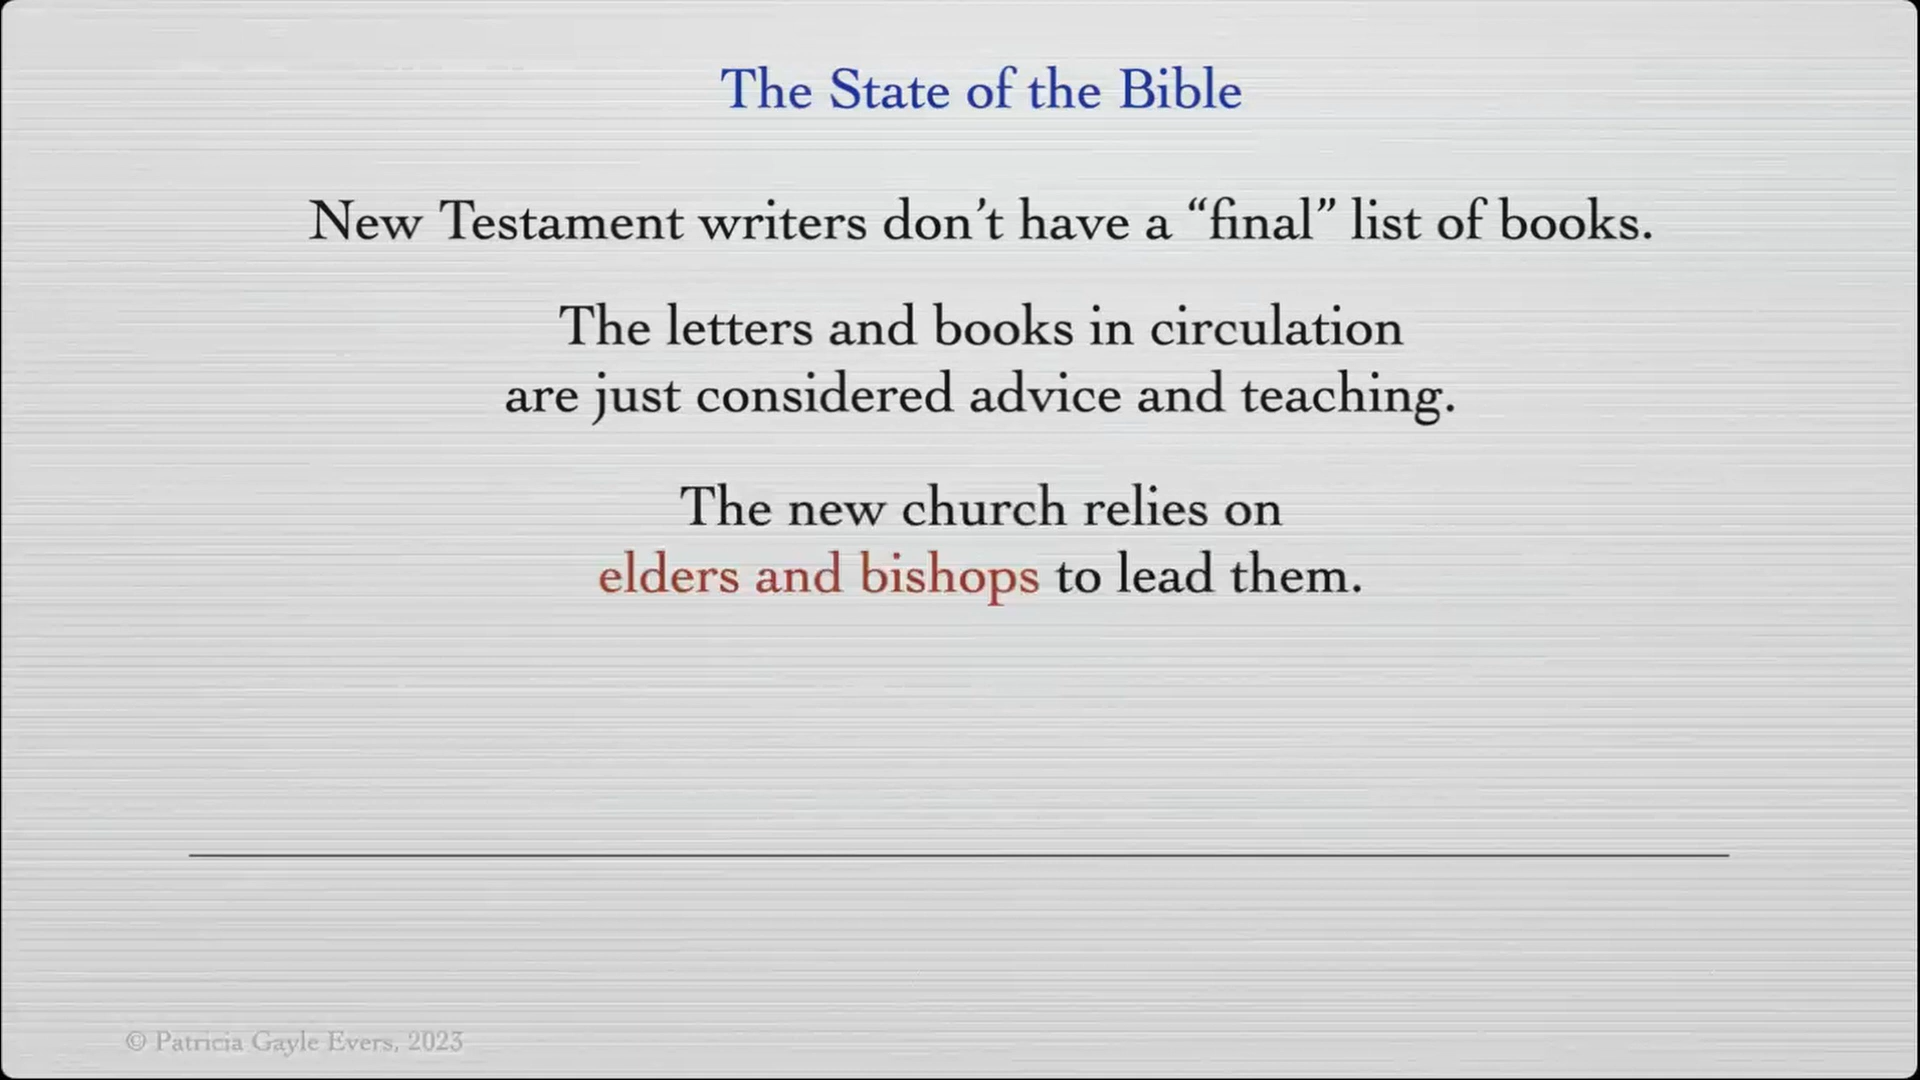 The State of the Bible
New Testament writers don’t have a “final” list of books.
The letters and books in circulation
are just considered advice and teaching.
The new church relies on
elders and bishops to lead them.
© Patricia Gayle Evers, 2023